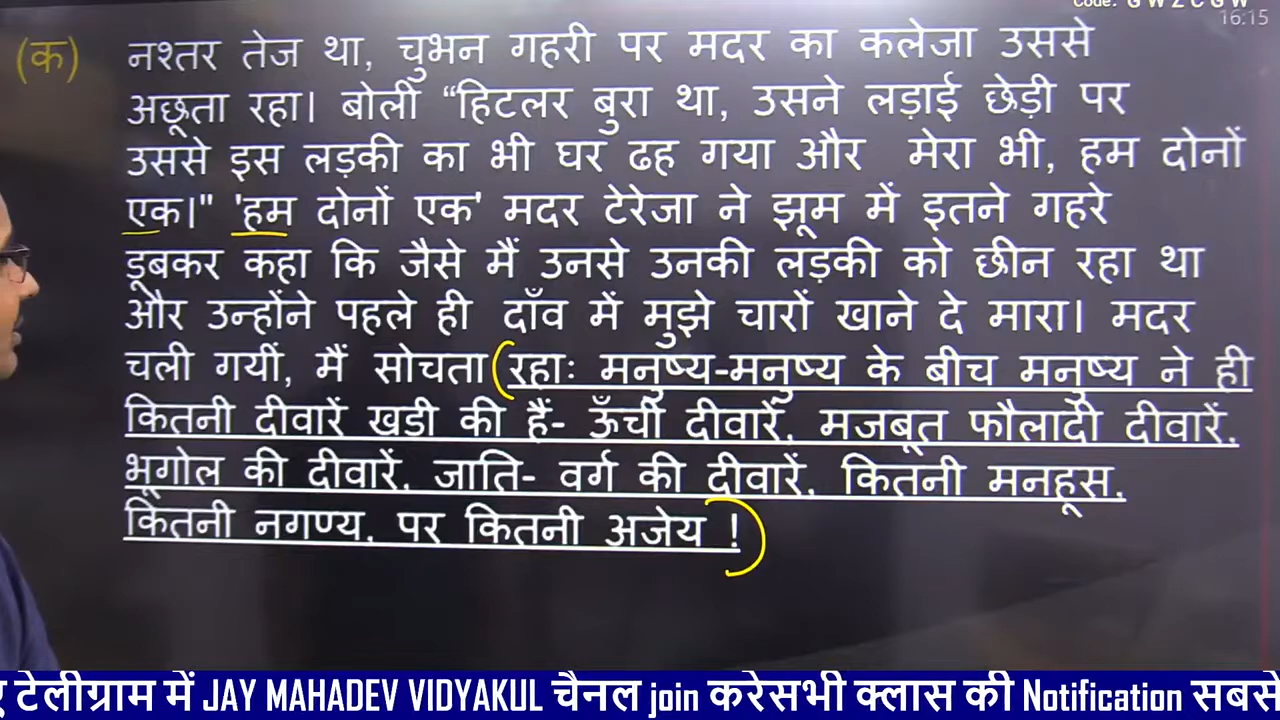 Code: G W Z C G W
16:15
(क) नश्तर तेज था, चुभन गहरी पर मदर का कलेजा उससे
अछूता रहा। बोली “हिटलर बुरा था, उसने लड़ाई छेड़ी पर
उससे इस लड़की का भी घर ढह गया और मेरा भी, हम दोनों
एक।" 'हम दोनों एक' मदर टेरेजा ने झूम में इतने गहरे
डूबकर कहा कि जैसे मैं उनसे उनकी लड़की को छीन रहा था
और उन्होंने पहले ही दाँव में मुझे चारों खाने दे मारा। मदर
चली गयीं, मैं सोचता रहाः मनुष्य-मनुष्य के बीच मनुष्य ने ही
कितनी दीवारें खडी की हैं- ऊँची दीवारें, मजबूत फौलादी दीवारें,
भूगोल की दीवारें, जाति- वर्ग की दीवारें, कितनी मनहूस,
कितनी नगण्य, पर कितनी अजेय !
टेलीग्राम में JAY MAHADEV VIDYAKUL चैनल join करेसभी क्लास की Notification सबसे